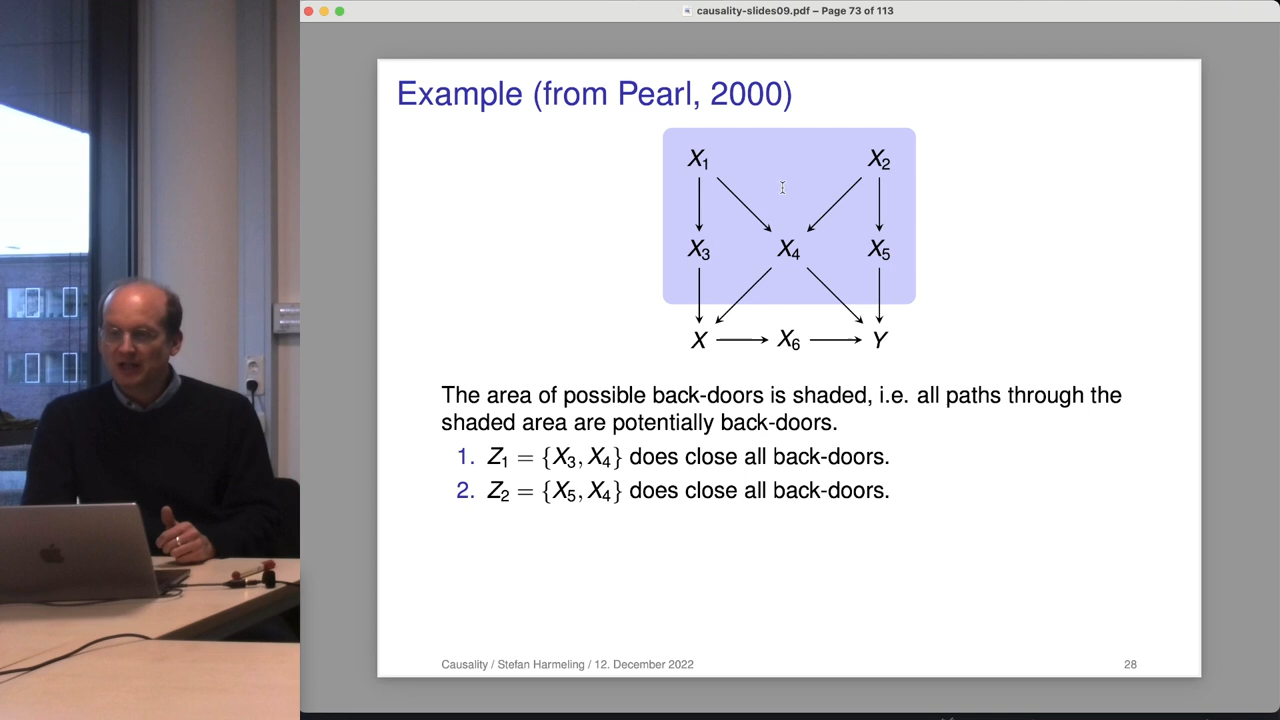 causality-slides09.pdf – Page 73 of 113
Example (from Pearl, 2000)
X₁ X₂
X₃ X₄ X₅
X X₆ Y
The area of possible back-doors is shaded, i.e. all paths through the
shaded area are potentially back-doors.
1. Z₁ = {X₃, X₄} does close all back-doors.
2. Z₂ = {X₅, X₄} does close all back-doors.
Causality / Stefan Harmeling / 12. December 2022 28